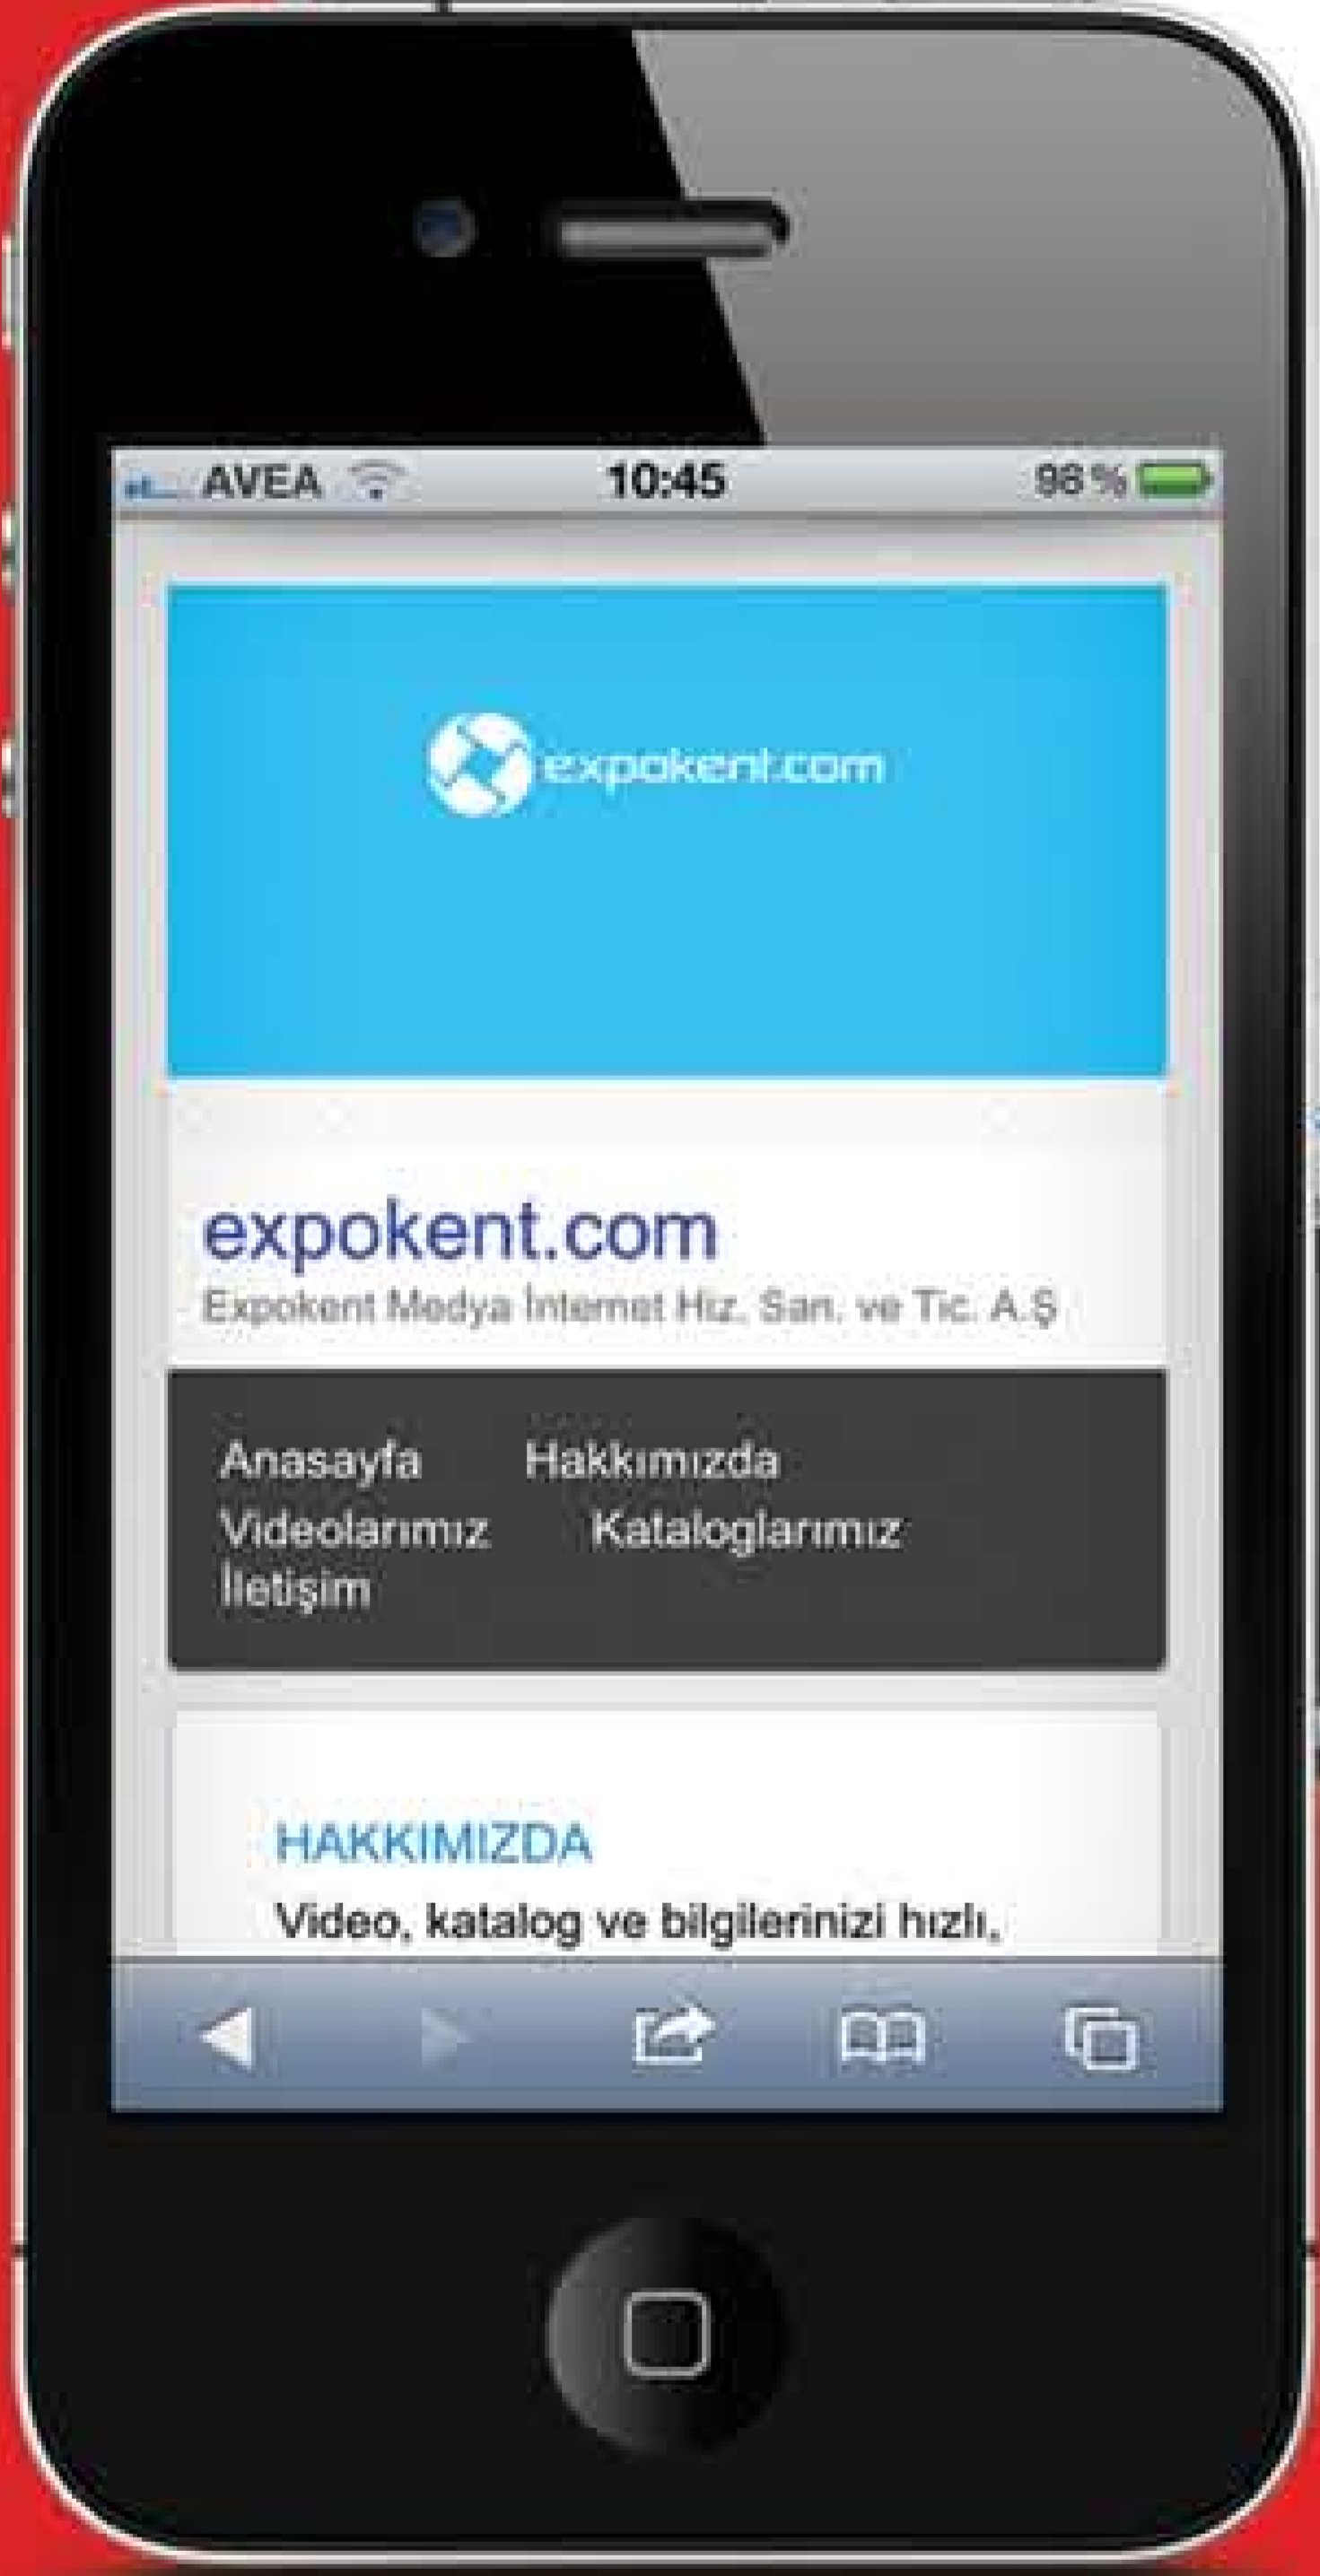 AVEA 10:45 98 %
expokent.com
expokent.com
Expokent Medya İnternet Hiz. San. ve Tic. A.Ş
Anasayfa Hakkımızda
Videolarımız Kataloglarımız
İletişim
HAKKIMIZDA
Video, katalog ve bilgilerinizi hızlı,